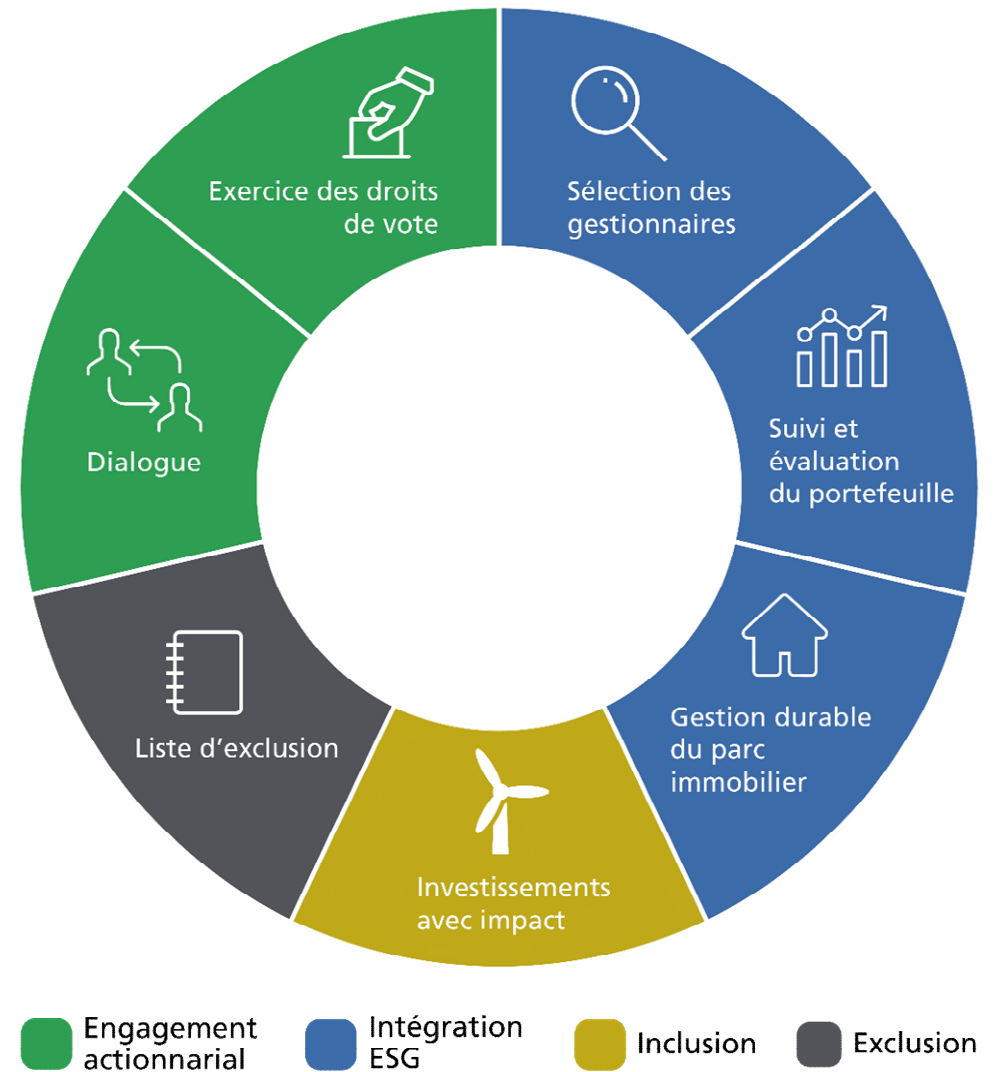 Exercice des droits
de vote
Sélection des
gestionnaires
Suivi et
évaluation
du portefeuille
Gestion durable
du parc
immobilier
Investissements
avec impact
Liste d’exclusion
Dialogue
Engagement
actionnarial
Intégration
ESG
Inclusion
Exclusion